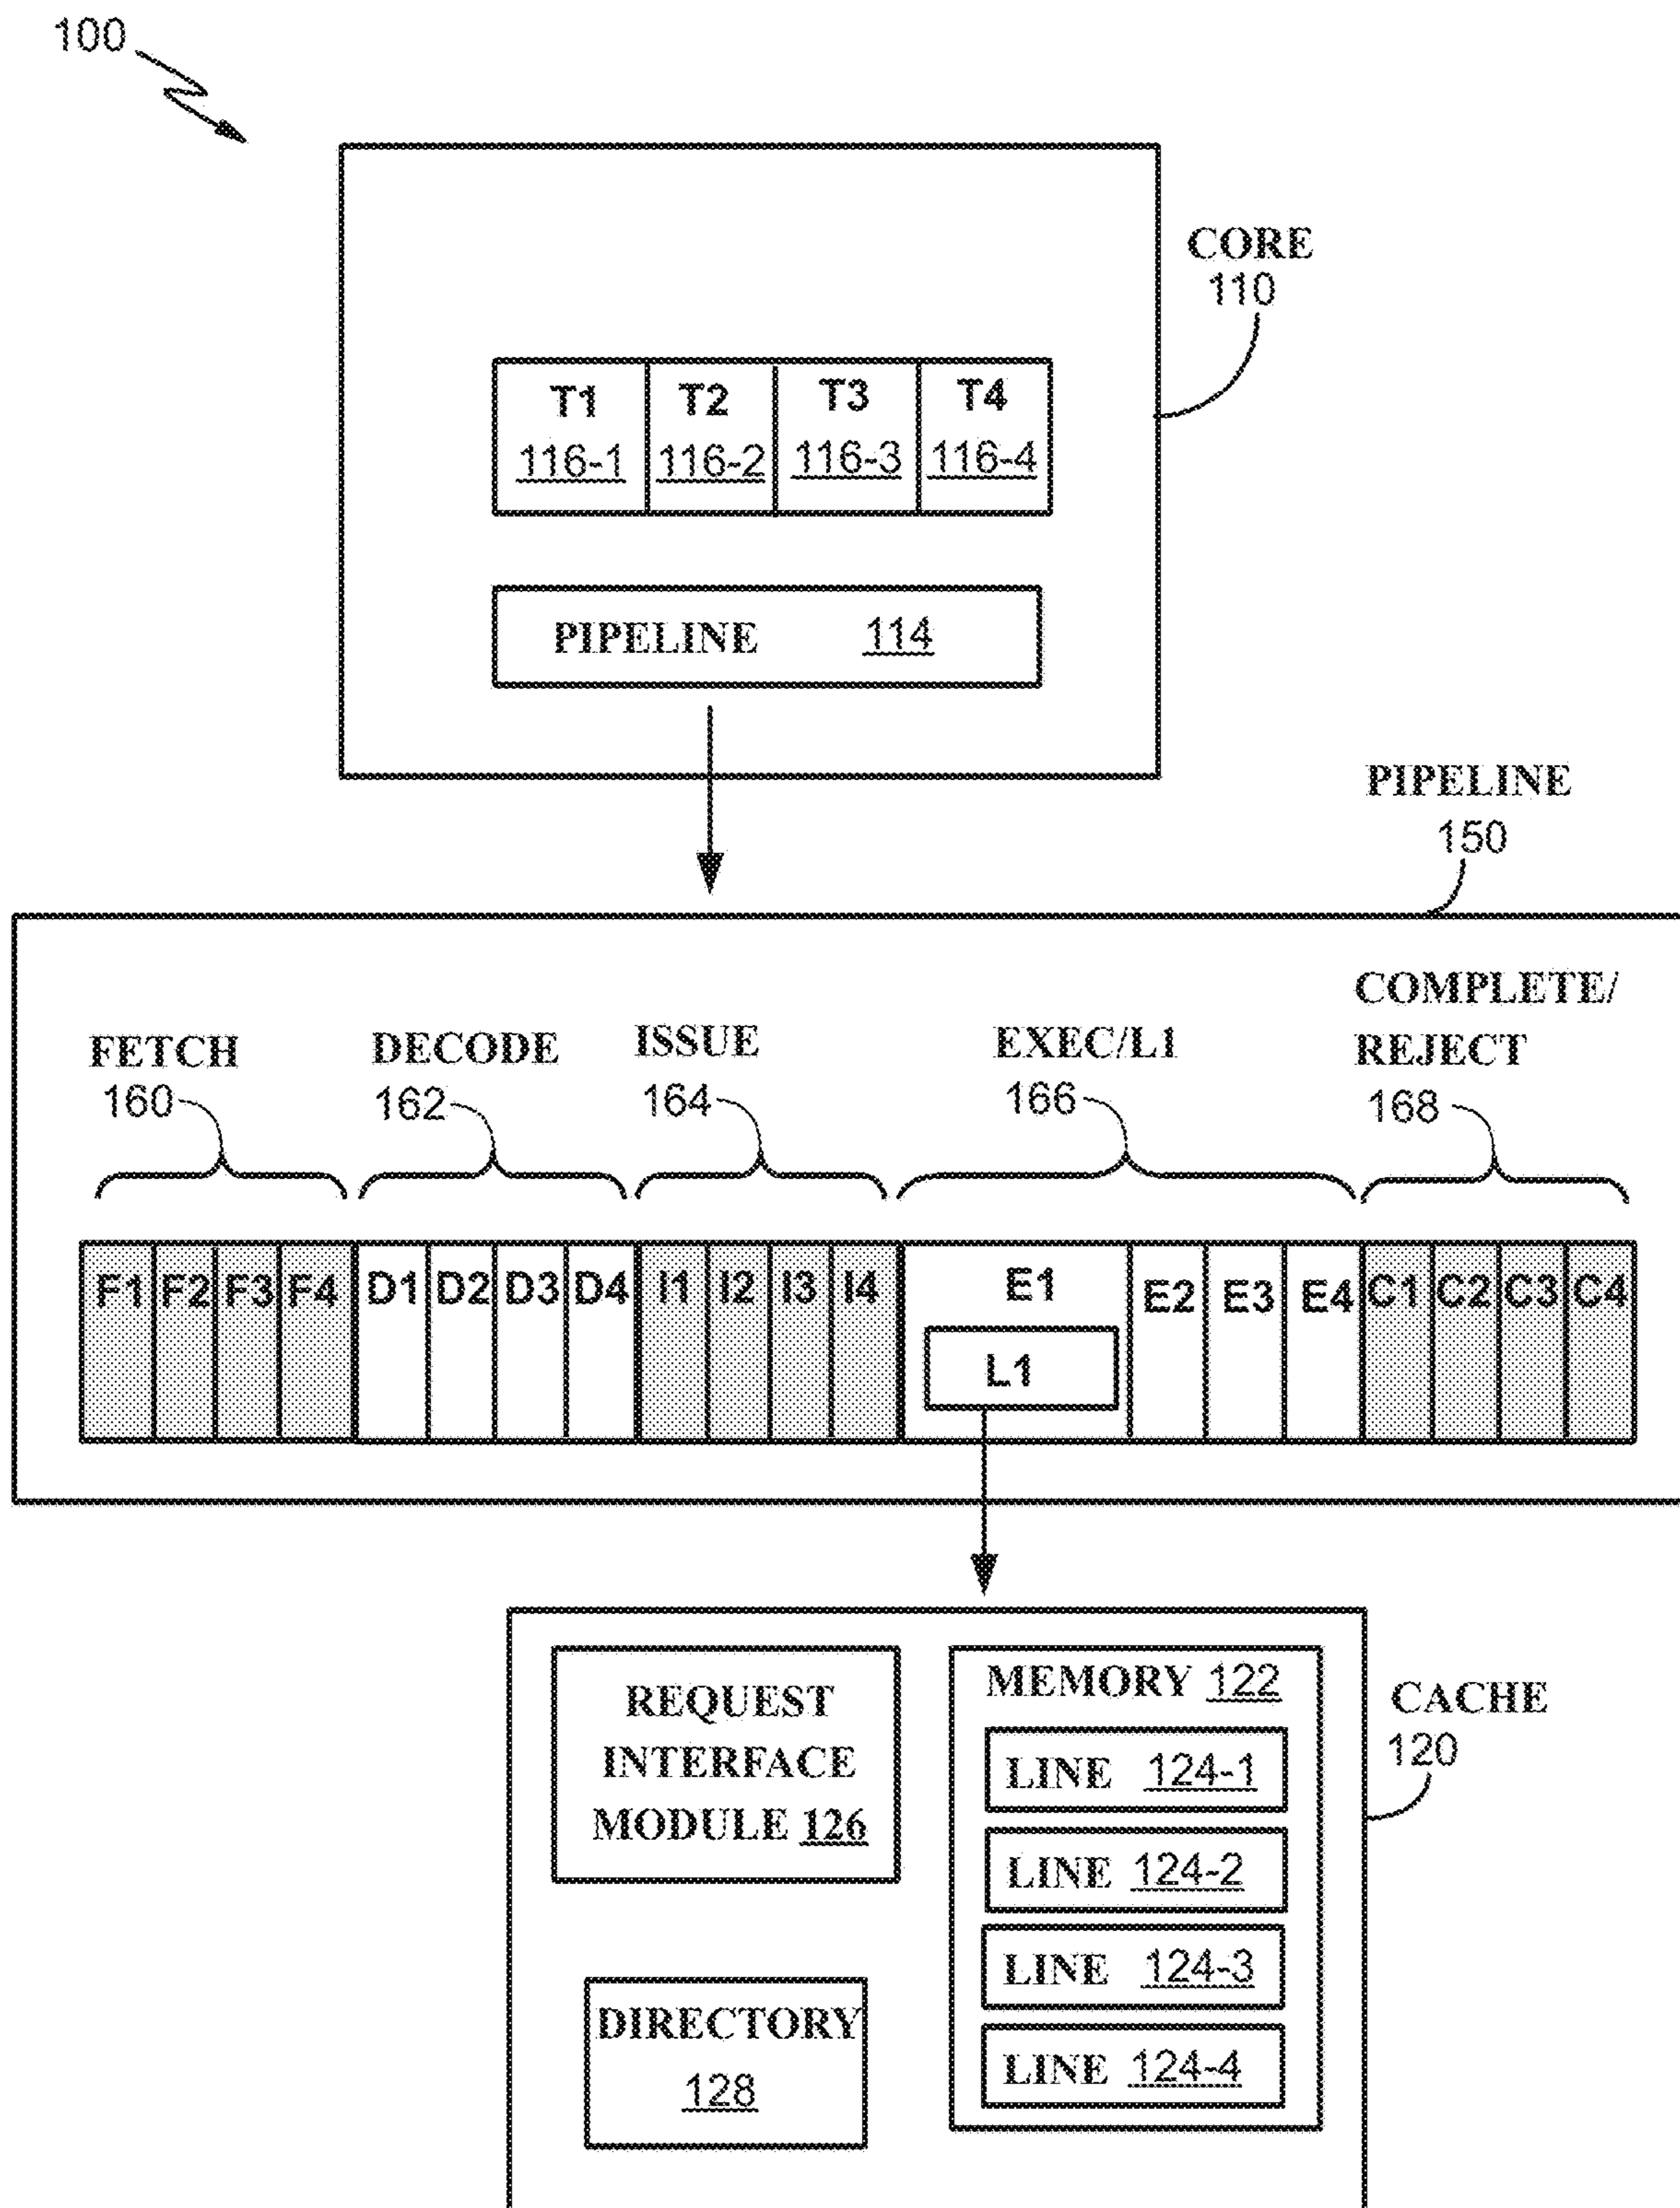 100
CORE
110
T1 T2 T3 T4
116-1 116-2 116-3 116-4
PIPELINE 114
PIPELINE
150
FETCH
160
DECODE
162
ISSUE
164
EXEC/L1
166
COMPLETE/
REJECT
168
F1 F2 F3 F4 D1 D2 D3 D4 I1 I2 I3 I4 E1 E2 E3 E4 C1 C2 C3 C4
L1
REQUEST
INTERFACE
MODULE 126
DIRECTORY
128
MEMORY 122
LINE 124-1
LINE 124-2
LINE 124-3
LINE 124-4
CACHE
120